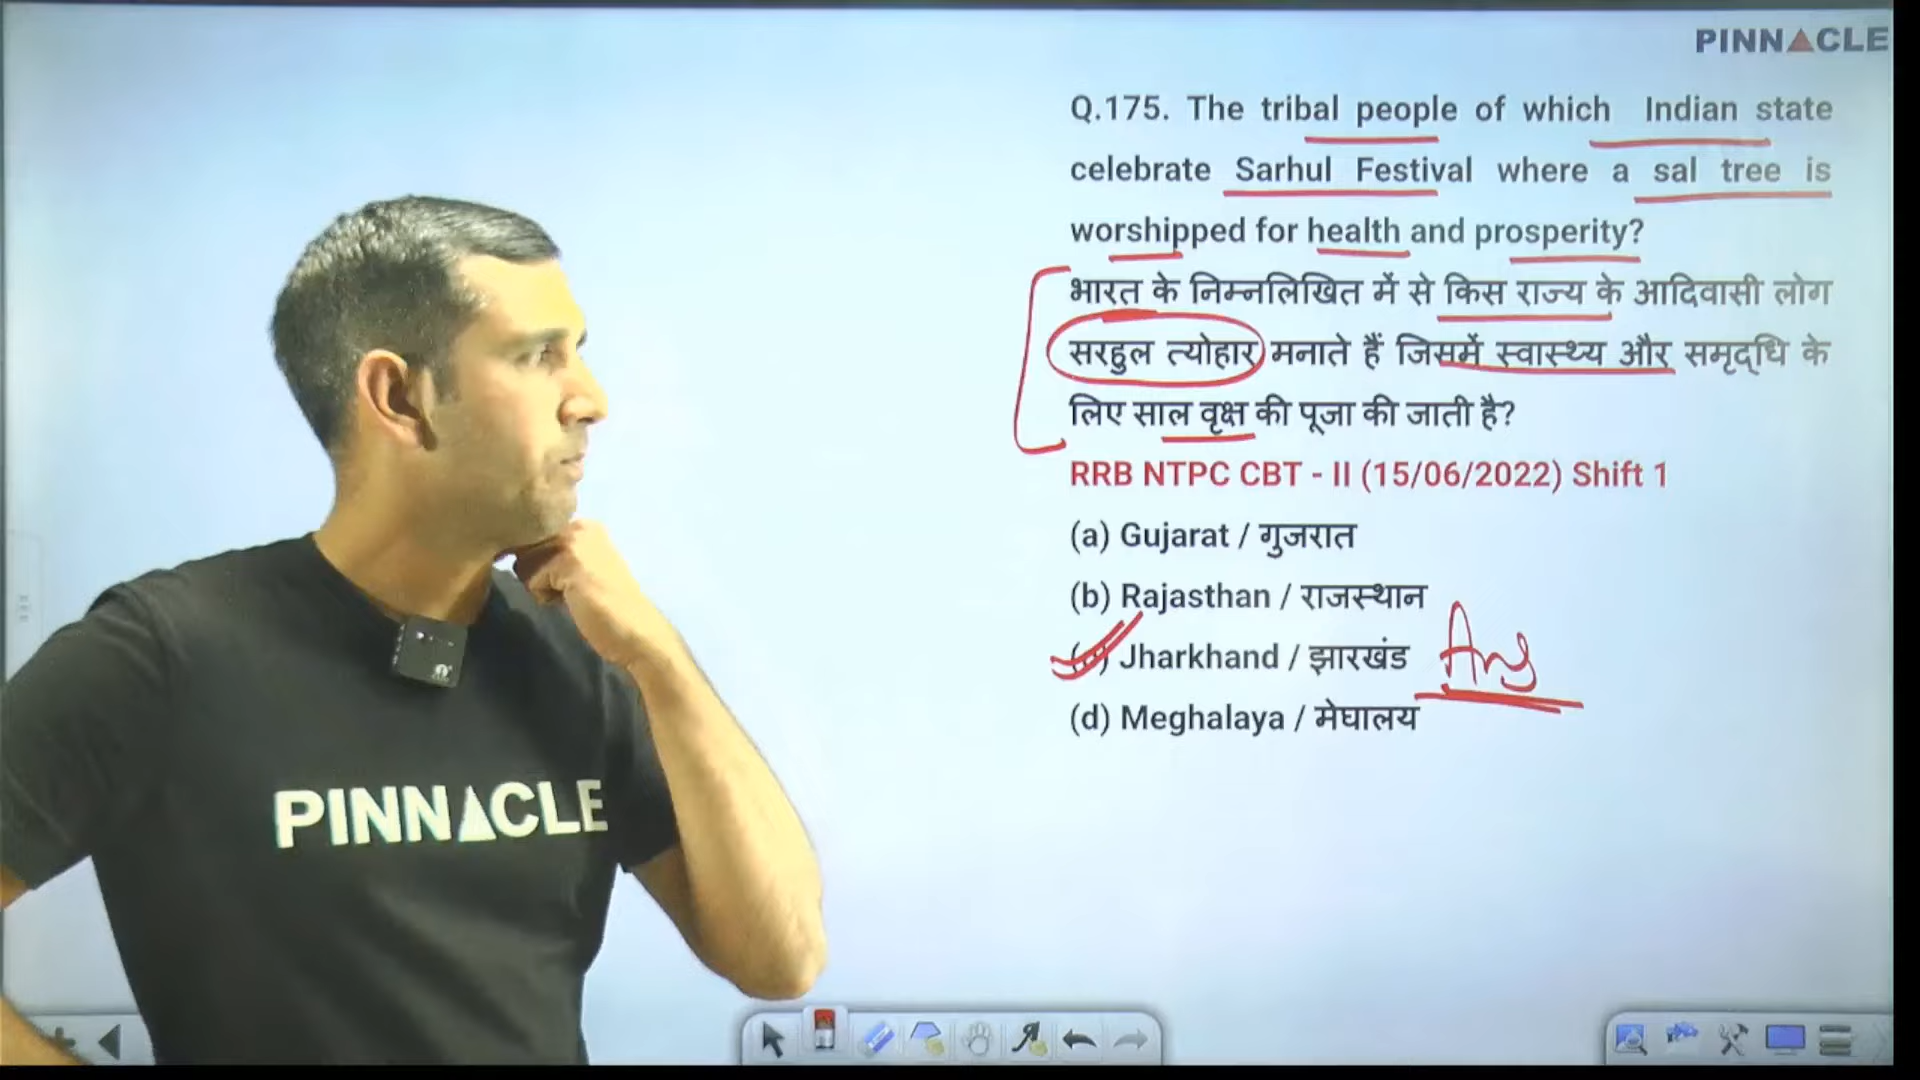 PINNACLE
Q.175. The tribal people of which Indian state
celebrate Sarhul Festival where a sal tree is
worshipped for health and prosperity?
भारत के निम्नलिखित में से किस राज्य के आदिवासी लोग
सरहुल त्योहार मनाते हैं जिसमें स्वास्थ्य और समृद्धि के
लिए साल वृक्ष की पूजा की जाती है?
RRB NTPC CBT - II (15/06/2022) Shift 1
(a) Gujarat / गुजरात
(b) Rajasthan / राजस्थान
(c) Jharkhand / झारखंड Ans
(d) Meghalaya / मेघालय
PINNACLE